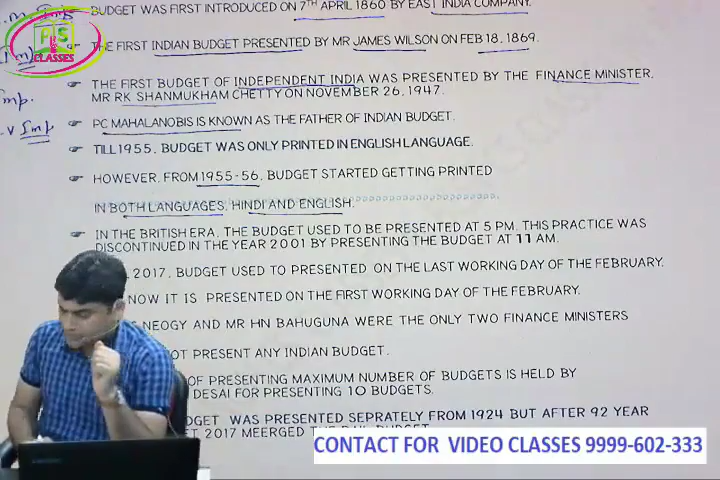 BUDGET WAS FIRST INTRODUCED ON 7TH APRIL 1860 BY EAST INDIA COMPANY.
PS
CLASSES
THE FIRST INDIAN BUDGET PRESENTED BY MR JAMES WILSON ON FEB 18, 1869.
THE FIRST BUDGET OF INDEPENDENT INDIA WAS PRESENTED BY THE FINANCE MINISTER,
MR RK SHANMUKHAM CHETTY ON NOVEMBER 26, 1947.
PC MAHALANOBIS IS KNOWN AS THE FATHER OF INDIAN BUDGET.
TILL 1955, BUDGET WAS ONLY PRINTED IN ENGLISH LANGUAGE.
HOWEVER, FROM 1955-56, BUDGET STARTED GETTING PRINTED
IN BOTH LANGUAGES, HINDI AND ENGLISH.
IN THE BRITISH ERA, THE BUDGET USED TO BE PRESENTED AT 5 PM. THIS PRACTICE WAS
DISCONTINUED IN THE YEAR 2001 BY PRESENTING THE BUDGET AT 11 AM.
2017, BUDGET USED TO PRESENTED ON THE LAST WORKING DAY OF THE FEBRUARY.
NOW IT IS PRESENTED ON THE FIRST WORKING DAY OF THE FEBRUARY.
NEOGY AND MR HN BAHUGUNA WERE THE ONLY TWO FINANCE MINISTERS
PRESENT ANY INDIAN BUDGET.
OF PRESENTING MAXIMUM NUMBER OF BUDGETS IS HELD BY
DESAI FOR PRESENTING 10 BUDGETS.
WAS PRESENTED SEPRATELY FROM 1924 BUT AFTER 92 YEAR
2017 MEERGED
CONTACT FOR VIDEO CLASSES 9999-602-333